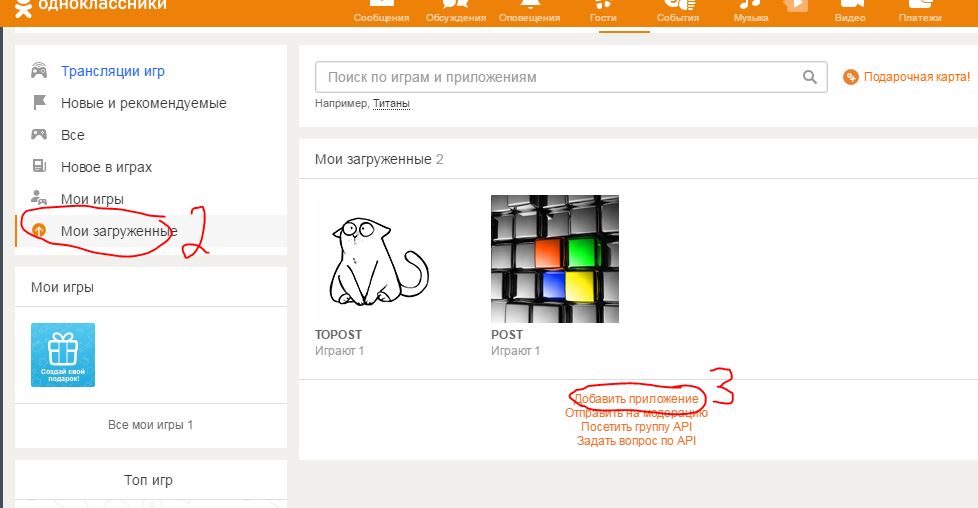 одноклассники
Сообщения Обсуждения Оповещения Гости События Музыка Видео Платежи
Трансляции игр
Новые и рекомендуемые
Все
Новое в играх
Мои игры
Мои загруженные 2
Мои игры
Создай свой
подарок!
Все мои игры 1
Топ игр
Поиск по играм и приложениям
Подарочная карта!
Например, Титаны
Мои загруженные 2
TOPOST
Играют 1
POST
Играют 1
Добавить приложение 3
Отправить на модерацию
Посетить группу API
Задать вопрос по API